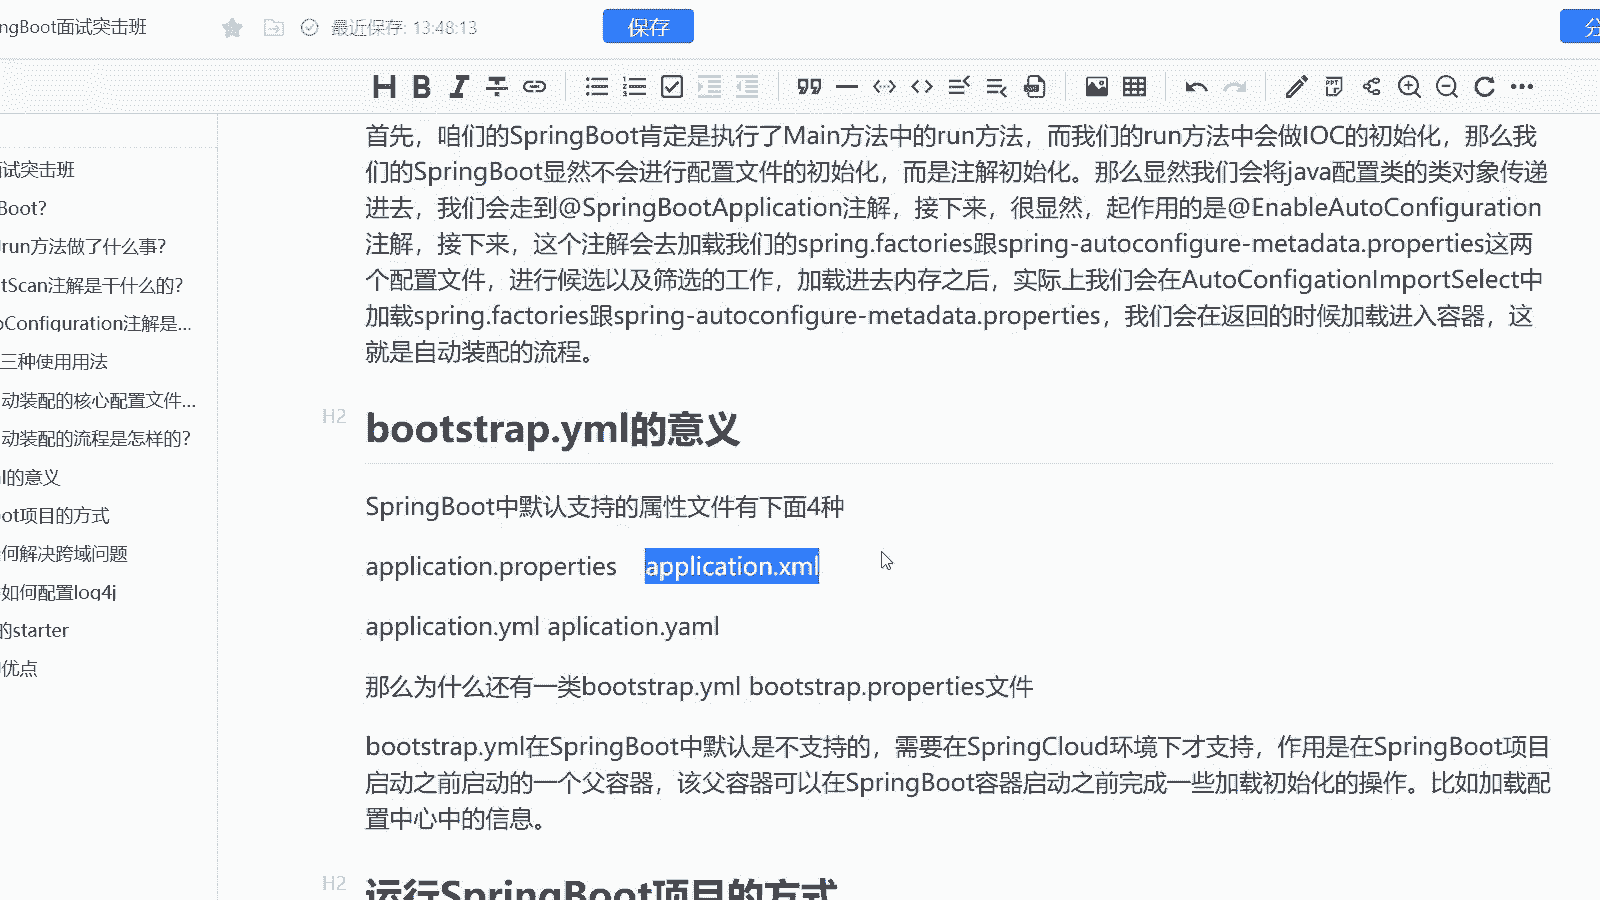 ngBoot面试突击班
最近保存: 13:48:13
保存
分
面试突击班
Boot?
run方法做了什么事?
tScan注解是干什么的?
oConfiguration注解是...
三种使用用法
动装配的核心配置文件...
动装配的流程是怎样的?
l的意义
ot项目的方式
何解决跨域问题
如何配置log4j
的starter
优点
首先，咱们的SpringBoot肯定是执行了Main方法中的run方法，而我们的run方法中会做IOC的初始化，那么我
们的SpringBoot显然不会进行配置文件的初始化，而是注解初始化。那么显然我们会将java配置类的类对象传递
进去，我们会走到@SpringBootApplication注解，接下来，很显然，起作用的是@EnableAutoConfiguration
注解，接下来，这个注解会去加载我们的spring.factories跟spring-autoconfigure-metadata.properties这两
个配置文件，进行候选以及筛选的工作，加载进去内存之后，实际上我们会在AutoConfigationImportSelect中
加载spring.factories跟spring-autoconfigure-metadata.properties，我们会在返回的时候加载进入容器，这
就是自动装配的流程。
H2
bootstrap.yml的意义
SpringBoot中默认支持的属性文件有下面4种
application.properties application.xml
application.yml aplication.yaml
那么为什么还有一类bootstrap.yml bootstrap.properties文件
bootstrap.yml在SpringBoot中默认是不支持的，需要在SpringCloud环境下才支持，作用是在SpringBoot项目
启动之前启动的一个父容器，该父容器可以在SpringBoot容器启动之前完成一些加载初始化的操作。比如加载配
置中心中的信息。
H2
运行SpringBoot项目的方式